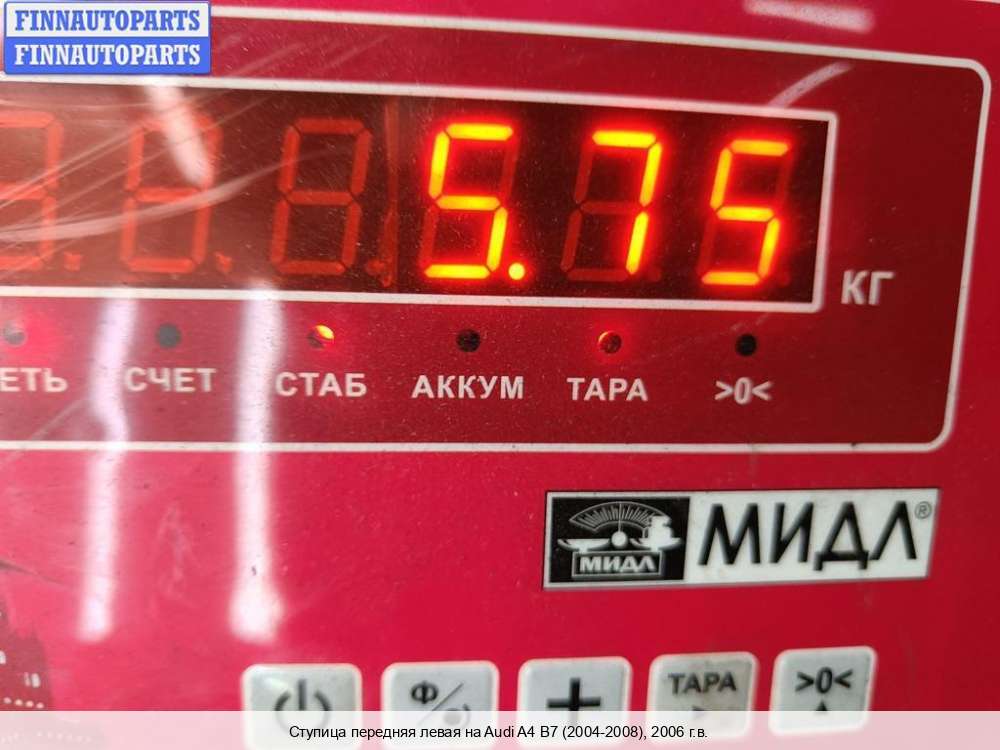 FINNAUTOPARTS
FINNAUTOPARTS
5.75
КГ
ЕТЬ СЧЕТ СТАБ АККУМ ТАРА >0<
МИДЛ МИДЛ®
Ф ТАРА >0<
Ступица передняя левая на Audi A4 B7 (2004-2008), 2006 г.в.